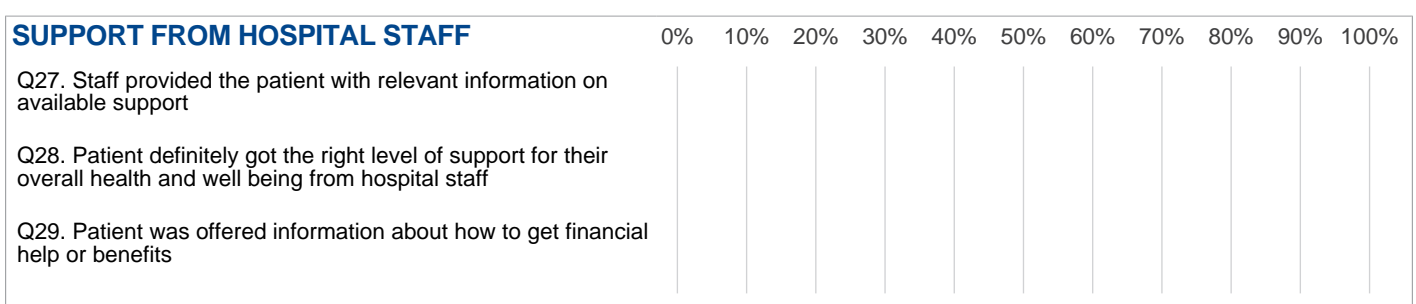 SUPPORT FROM HOSPITAL STAFF 0% 10% 20% 30% 40% 50% 60% 70% 80% 90% 100%
Q27. Staff provided the patient with relevant information on
available support
Q28. Patient definitely got the right level of support for their
overall health and well being from hospital staff
Q29. Patient was offered information about how to get financial
help or benefits